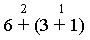 2 1
6 + (3 + 1)